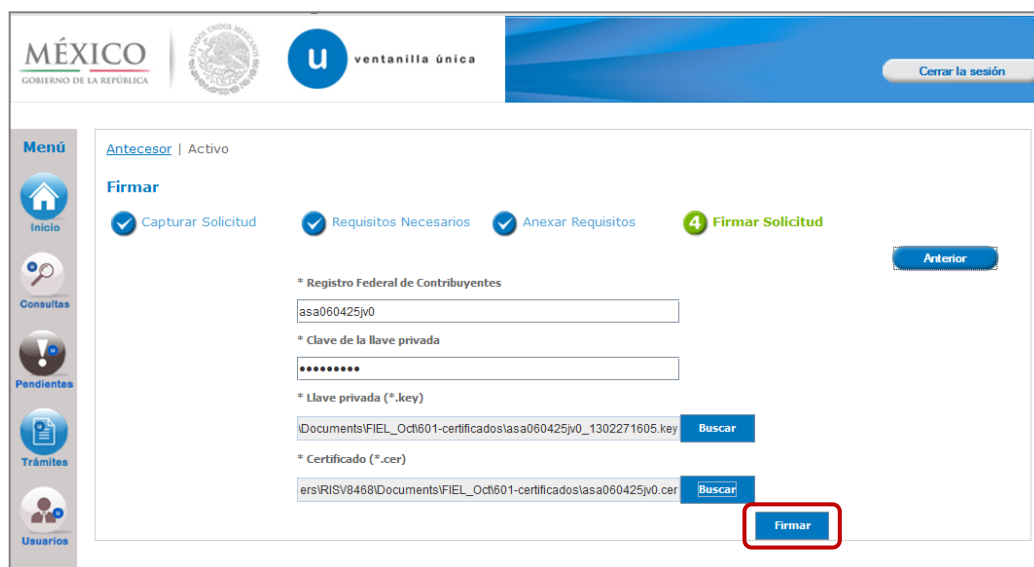 MÉXICO
GOBIERNO DE LA REPÚBLICA
ESTADOS UNIDOS MEXICANOS
u ventanilla única
Cerrar la sesión
Menú
Inicio
Consultas
Pendientes
Trámites
Usuarios
Antecesor | Activo
Firmar
Capturar Solicitud
Requisitos Necesarios
Anexar Requisitos
4 Firmar Solicitud
Anterior
* Registro Federal de Contribuyentes
asa060425jv0
* Clave de la llave privada
•••••••••
* Llave privada (*.key)
\Documents\FIEL_Oct\601-certificados\asa060425jv0_1302271605.key Buscar
* Certificado (*.cer)
ers\RISV8468\Documents\FIEL_Oct\601-certificados\asa060425jv0.cer Buscar
Firmar